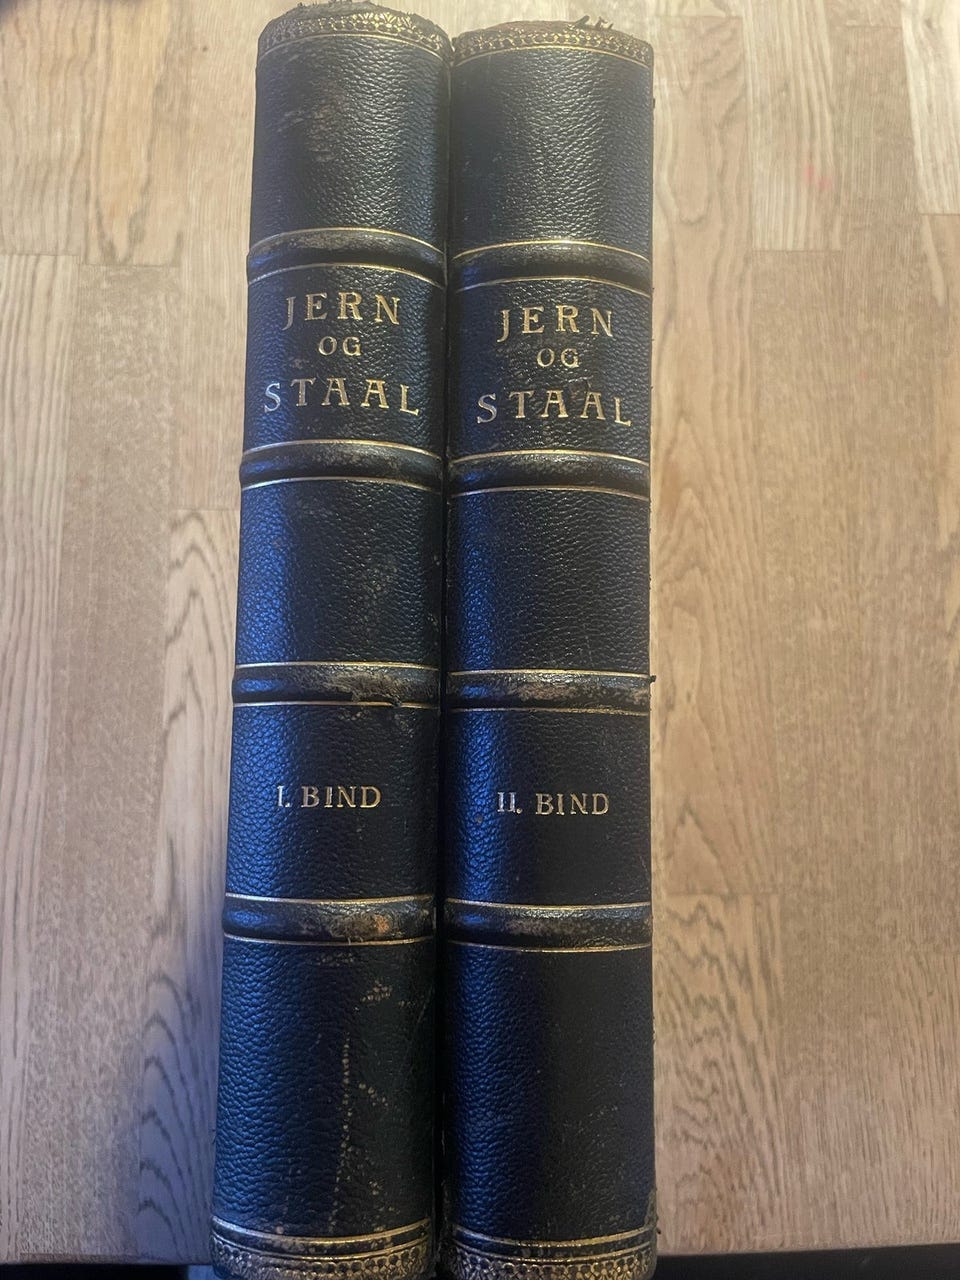 JERN
OG
STAAL
I. BIND
JERN
OG
STAAL
II. BIND